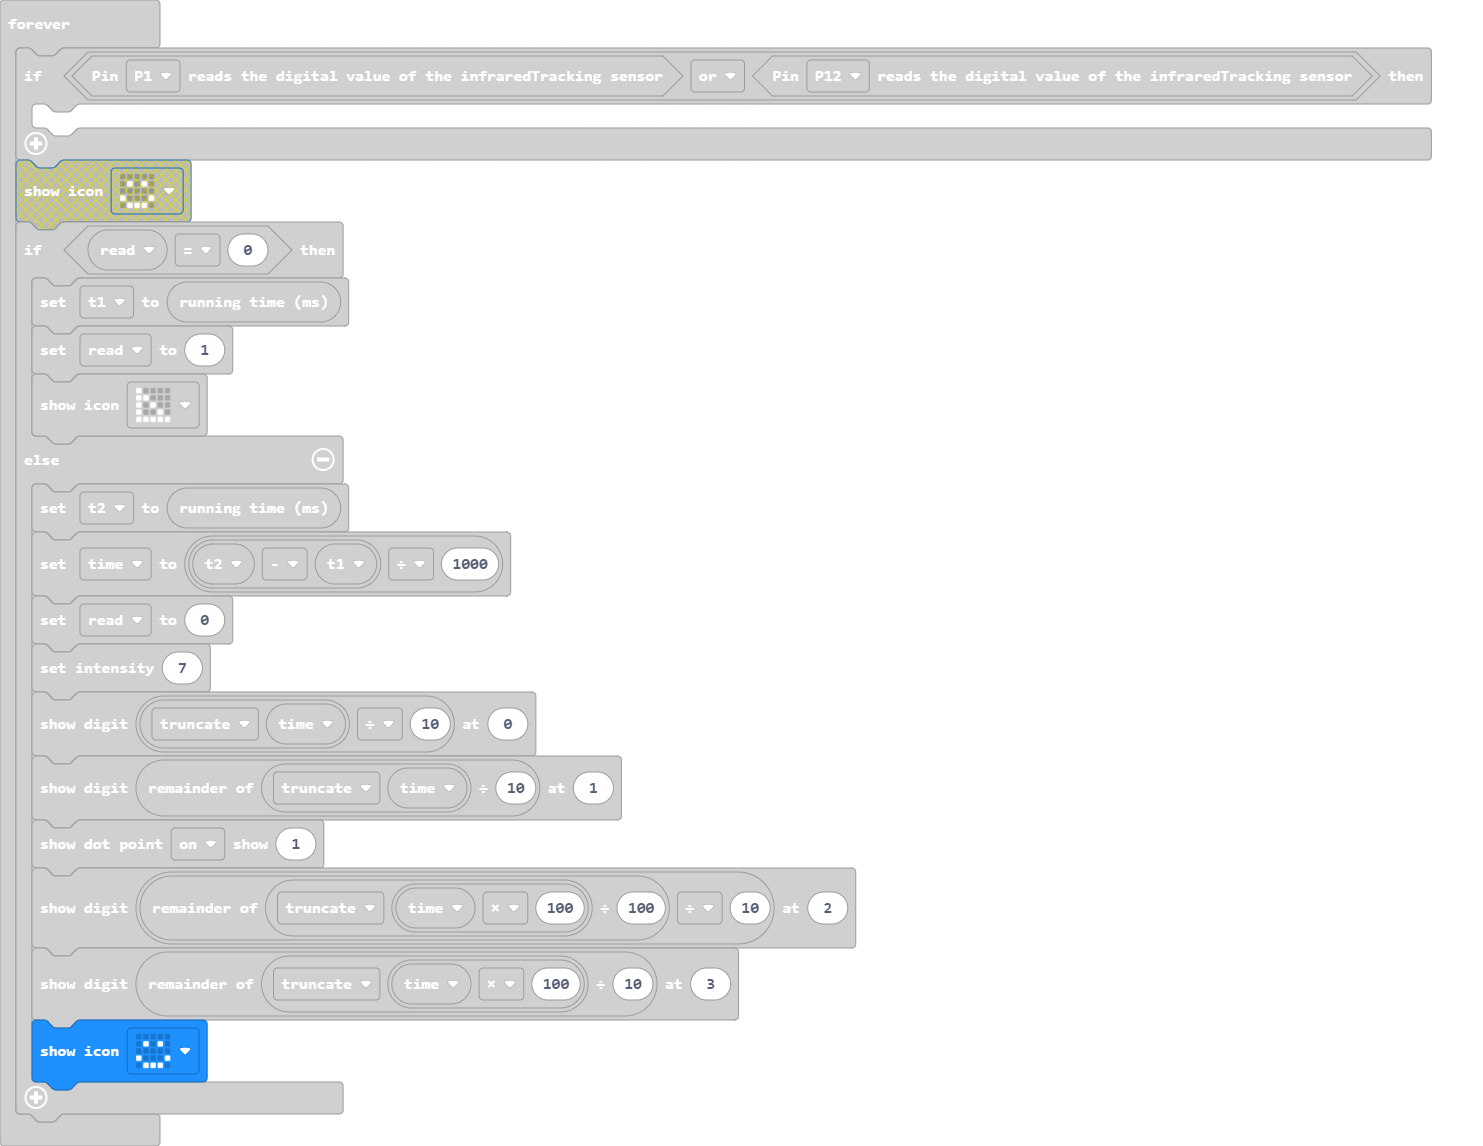 forever
if Pin P1 reads the digital value of the infraredTracking sensor or Pin P12 reads the digital value of the infraredTracking sensor then
show icon
if read = 0 then
set t1 to running time (ms)
set read to 1
show icon
else
set t2 to running time (ms)
set time to t2 - t1 ÷ 1000
set read to 0
set intensity 7
show digit truncate time ÷ 10 at 0
show digit remainder of truncate time ÷ 10 at 1
show dot point on show 1
show digit remainder of truncate time × 100 ÷ 100 ÷ 10 at 2
show digit remainder of truncate time × 100 ÷ 10 at 3
show icon